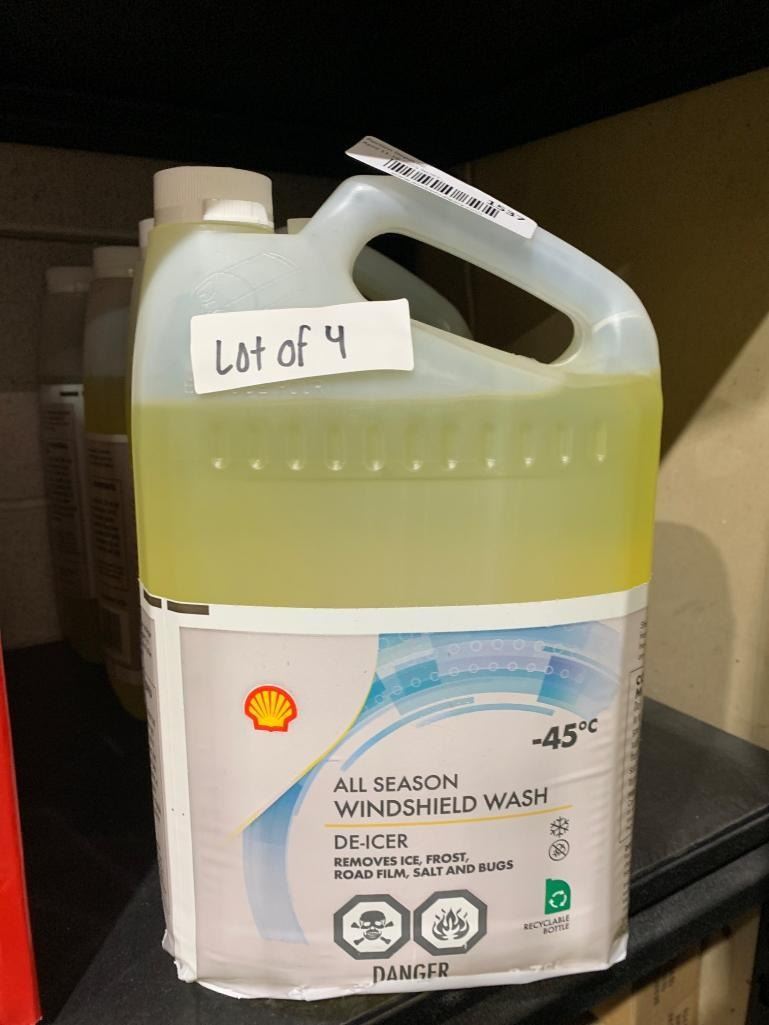 1537
Lot of 4
-45°C
ALL SEASON
WINDSHIELD WASH
DE-ICER
REMOVES ICE, FROST,
ROAD FILM, SALT AND BUGS
RECYCLABLE
BOTTLE
DANGER